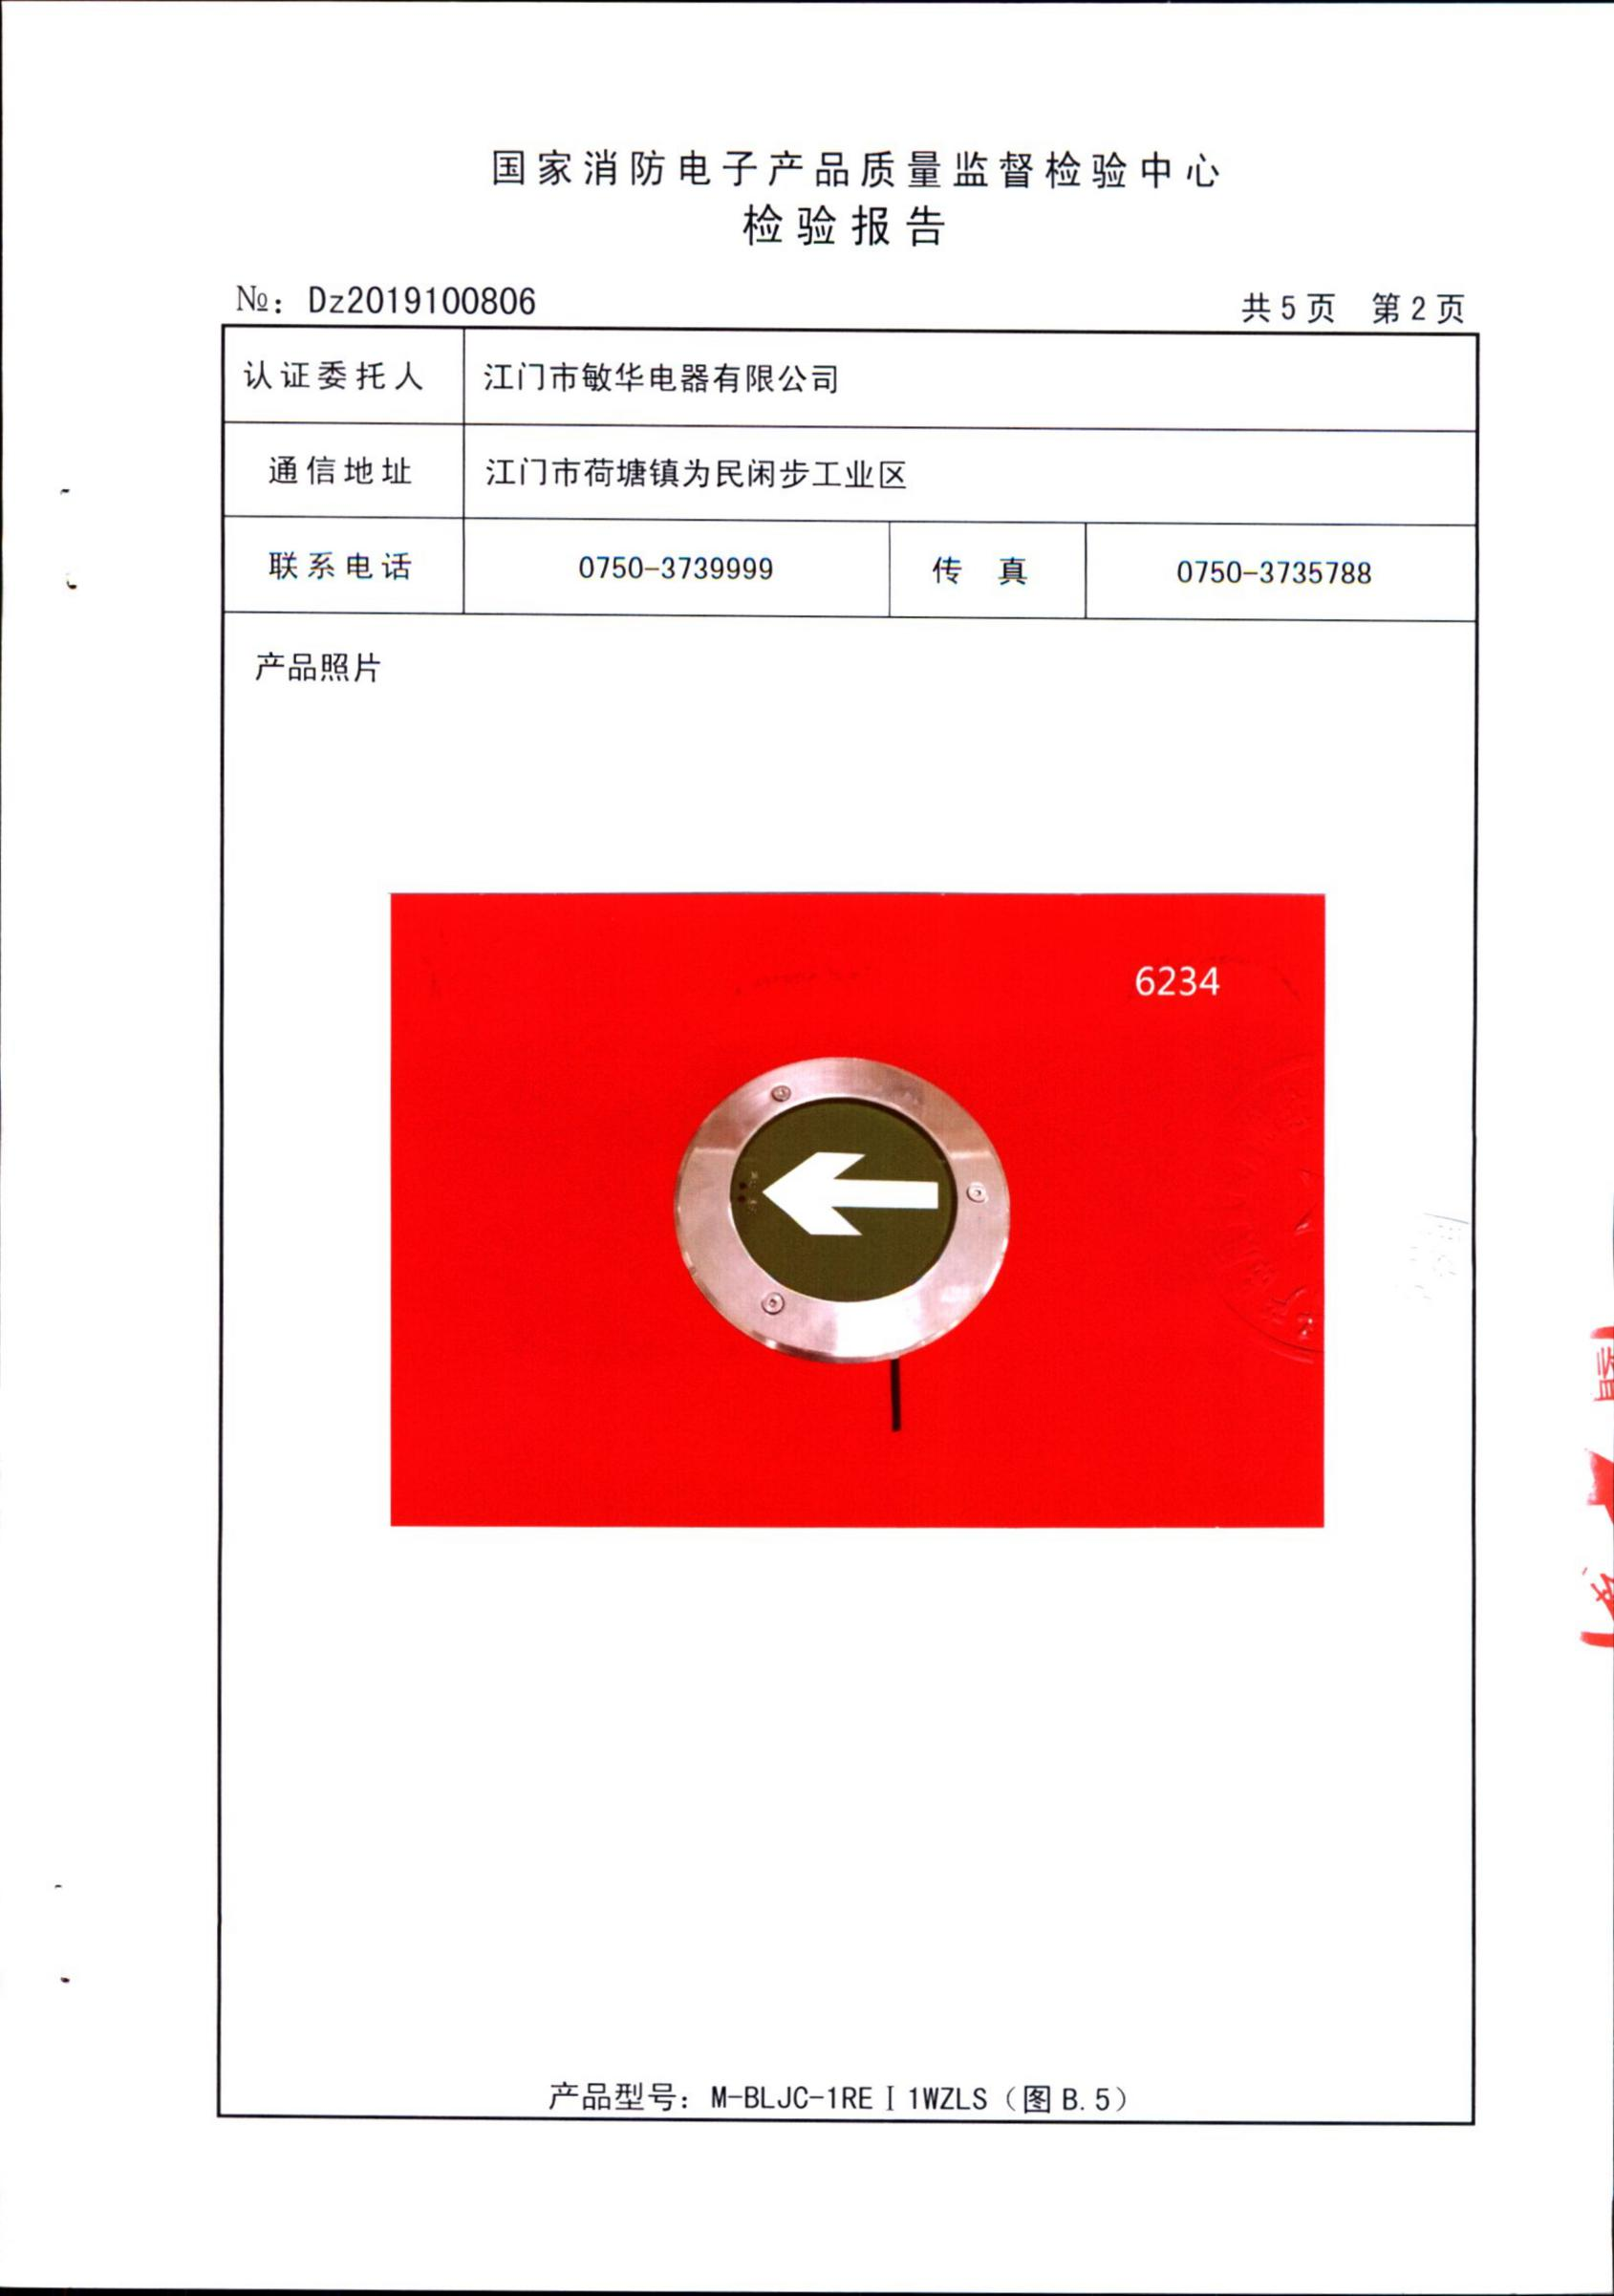 国家消防电子产品质量监督检验中心
检验报告
№：Dz2019100806 共5页 第2页
认证委托人 江门市敏华电器有限公司
通信地址 江门市荷塘镇为民闲步工业区
联系电话 0750-3739999 传真 0750-3735788
产品照片
6234
监
产品型号：M-BLJC-1REⅠ1WZLS（图B.5）